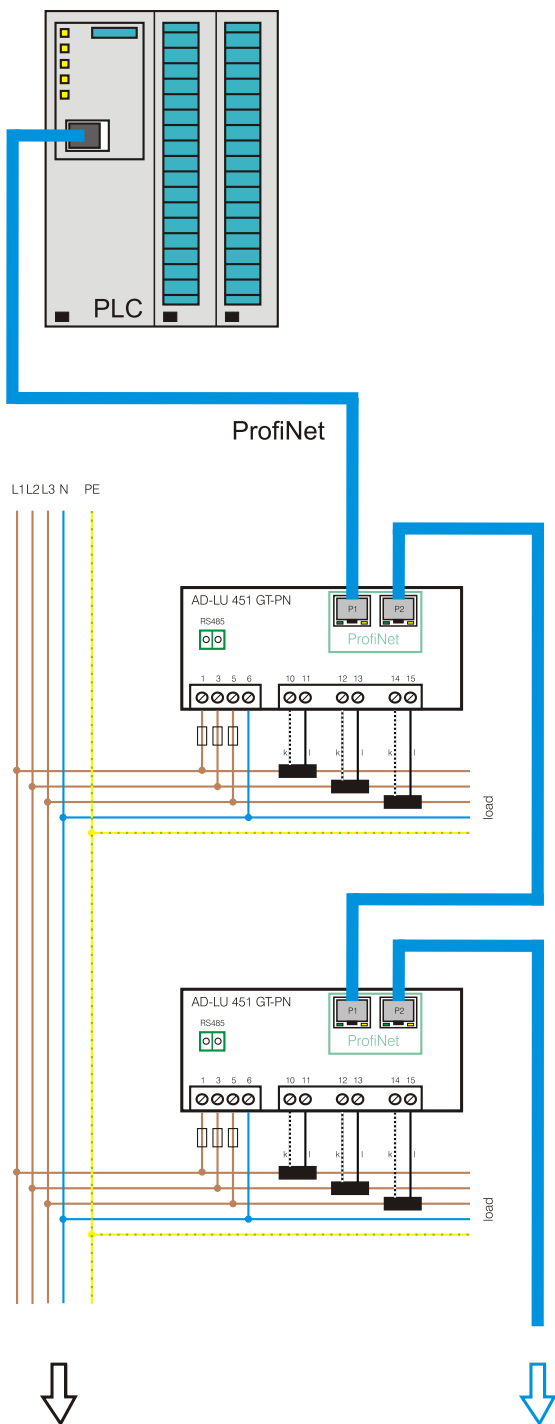 PLC
ProfiNet
L1 L2 L3 N PE
AD-LU 451 GT-PN
RS485
P1 P2
ProfiNet
1 3 5 6 10 11 12 13 14 15
k l k l k l
load
AD-LU 451 GT-PN
RS485
P1 P2
ProfiNet
1 3 5 6 10 11 12 13 14 15
k l k l k l
load